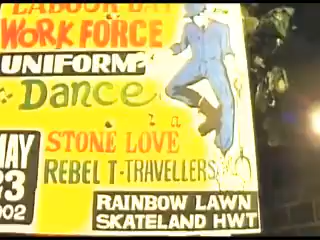 LABOUR DAY
WORK FORCE
UNIFORM
Dance
MAY
23
2002
STONE LOVE
REBEL T-TRAVELLERS
RAINBOW LAWN
SKATELAND HWT